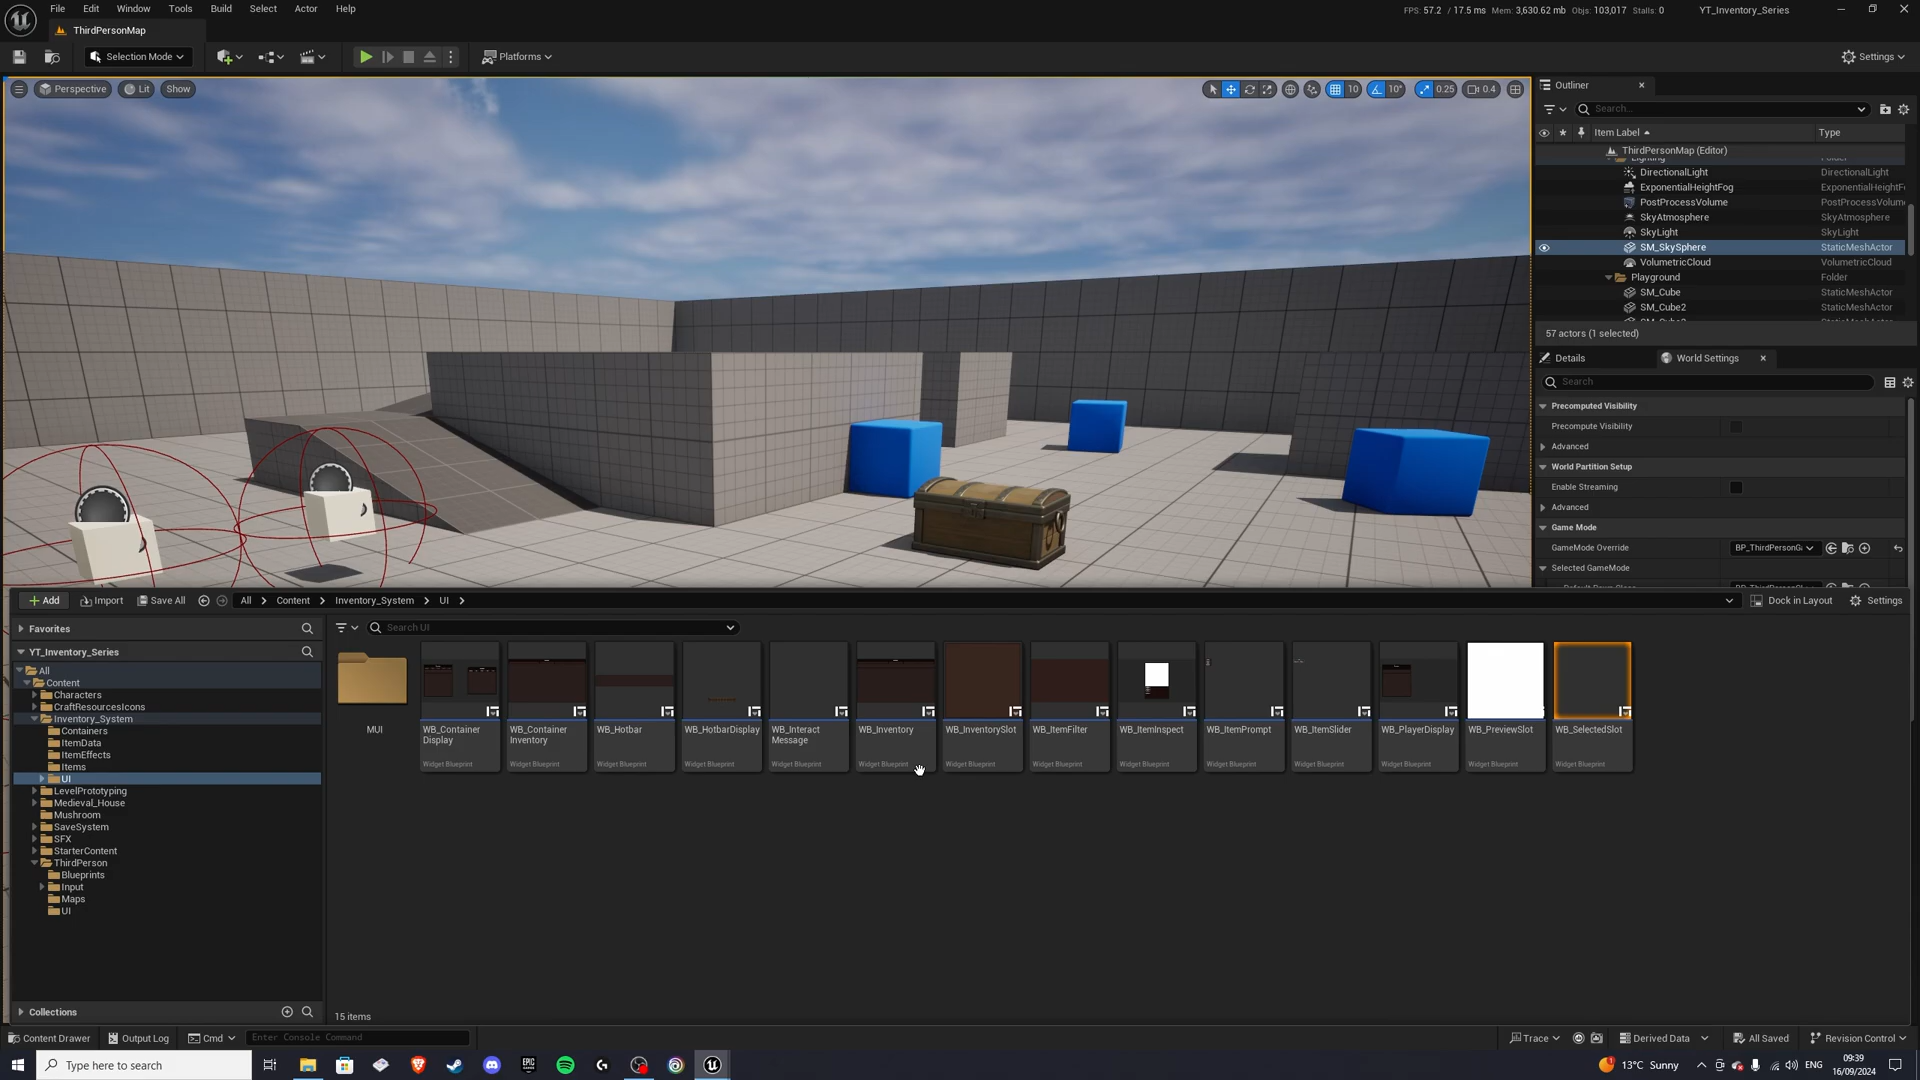 File Edit Window Tools Build Select Actor Help
FPS: 57.2 / 17.5 ms Mem: 3,630.62 mb Objs: 103,017 Stalls: 0
YT_Inventory_Series
ThirdPersonMap
Selection Mode
Platforms
Settings
Perspective
Lit
Show
10
10°
0.25
0.4
Outliner
Search...
Item Label
Type
ThirdPersonMap (Editor)
Lighting Folder
DirectionalLight DirectionalLight
ExponentialHeightFog ExponentialHeightF
PostProcessVolume PostProcessVolum
SkyAtmosphere SkyAtmosphere
SkyLight SkyLight
SM_SkySphere StaticMeshActor
VolumetricCloud VolumetricCloud
Playground Folder
SM_Cube StaticMeshActor
SM_Cube2 StaticMeshActor
57 actors (1 selected)
Details
World Settings
Search
Precomputed Visibility
Precompute Visibility
Advanced
World Partition Setup
Enable Streaming
Advanced
Game Mode
GameMode Override BP_ThirdPersonG
Selected GameMode
Add
Import
Save All
All
Content
Inventory_System
UI
Dock in Layout
Settings
Favorites
YT_Inventory_Series
All
Content
Characters
CraftResourcesIcons
Inventory_System
Containers
ItemData
ItemEffects
Items
UI
LevelPrototyping
Medieval_House
Mushroom
SaveSystem
SFX
StarterContent
ThirdPerson
Blueprints
Input
Maps
UI
Collections
Search UI
MUI
WB_Container
Display
Widget Blueprint
WB_Container
Inventory
Widget Blueprint
WB_Hotbar
Widget Blueprint
WB_HotbarDisplay
Widget Blueprint
WB_Interact
Message
Widget Blueprint
WB_Inventory
Widget Blueprint
WB_InventorySlot
Widget Blueprint
WB_ItemFilter
Widget Blueprint
WB_ItemInspect
Widget Blueprint
WB_ItemPrompt
Widget Blueprint
WB_ItemSlider
Widget Blueprint
WB_PlayerDisplay
Widget Blueprint
WB_PreviewSlot
Widget Blueprint
WB_SelectedSlot
Widget Blueprint
15 items
Content Drawer
Output Log
Cmd
Enter Console Command
Trace
Derived Data
All Saved
Revision Control
Type here to search
13°C Sunny
ENG
09:39
16/09/2024